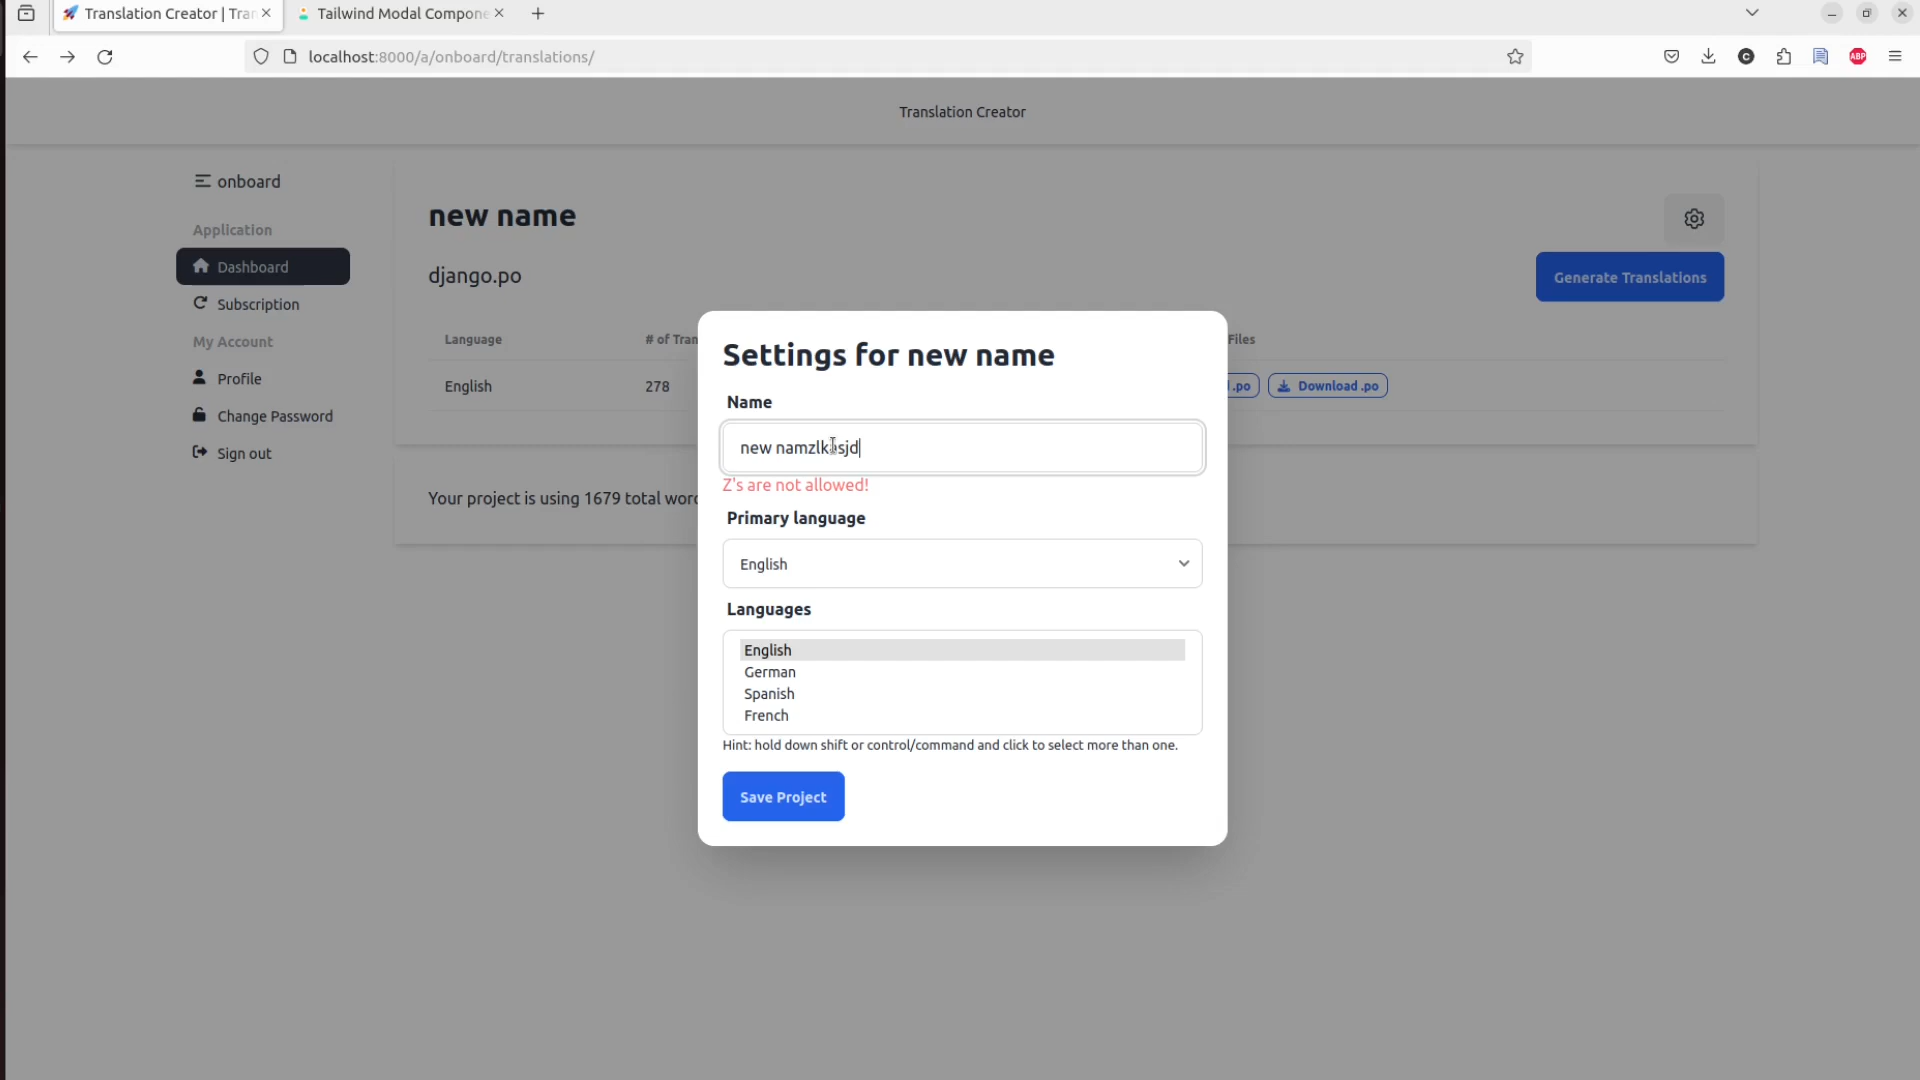 Translation Creator | Tran
Tailwind Modal Compone
localhost:8000/a/onboard/translations/
ABP
Translation Creator
onboard
Application
Dashboard
Subscription
My Account
Profile
Change Password
Sign out
new name
django.po
Generate Translations
Language # of Tran Files
English 278 .po Download .po
Your project is using 1679 total wor
Settings for new name
Name
Z's are not allowed!
Primary language
English
Languages
English
German
Spanish
French
Hint: hold down shift or control/command and click to select more than one.
Save Project